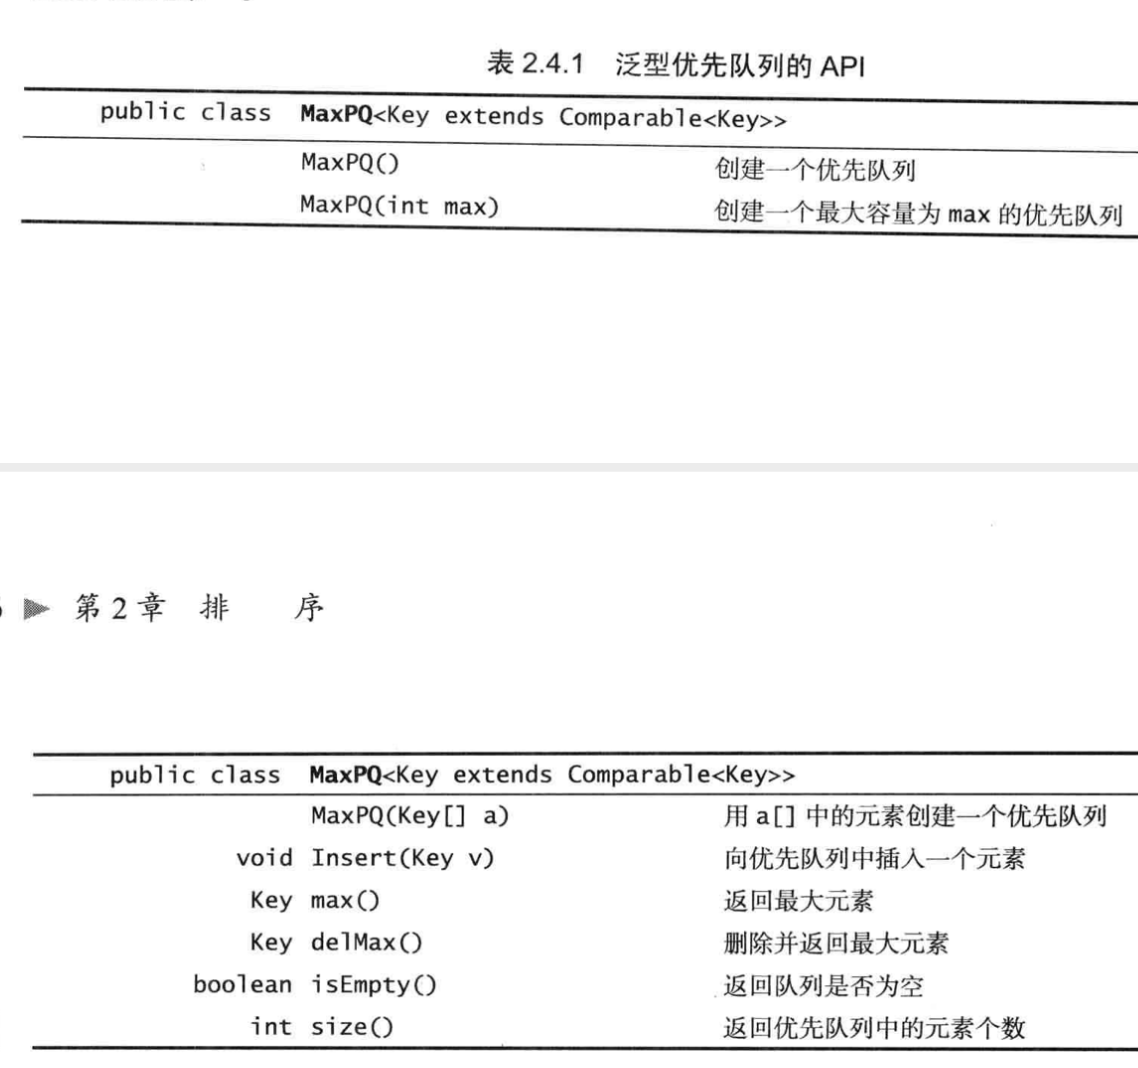 表 2.4.1 泛型优先队列的 API
public class MaxPQ<Key extends Comparable<Key>>
MaxPQ() 创建一个优先队列
MaxPQ(int max) 创建一个最大容量为 max 的优先队列
第 2 章 排 序
public class MaxPQ<Key extends Comparable<Key>>
MaxPQ(Key[] a) 用 a[] 中的元素创建一个优先队列
void Insert(Key v) 向优先队列中插入一个元素
Key max() 返回最大元素
Key delMax() 删除并返回最大元素
boolean isEmpty() 返回队列是否为空
int size() 返回优先队列中的元素个数